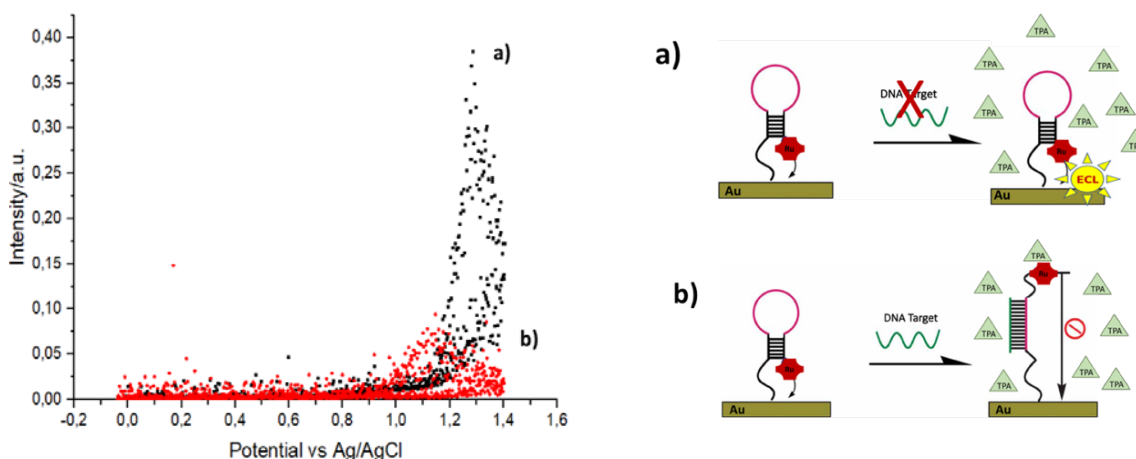 0,40
0,35
0,30
0,25
0,20
0,15
0,10
0,05
0,00
Intensity/a.u.
a)
b)
-0,2 0,0 0,2 0,4 0,6 0,8 1,0 1,2 1,4 1,6
Potential vs Ag/AgCl
a)
Ru
Au
DNA Target
TPA
TPA
TPA
TPA
TPA
TPA
TPA
TPA
Ru
ECL
Au
b)
Ru
Au
DNA Target
TPA
Ru
TPA
TPA
TPA
TPA
TPA
TPA
TPA
Au